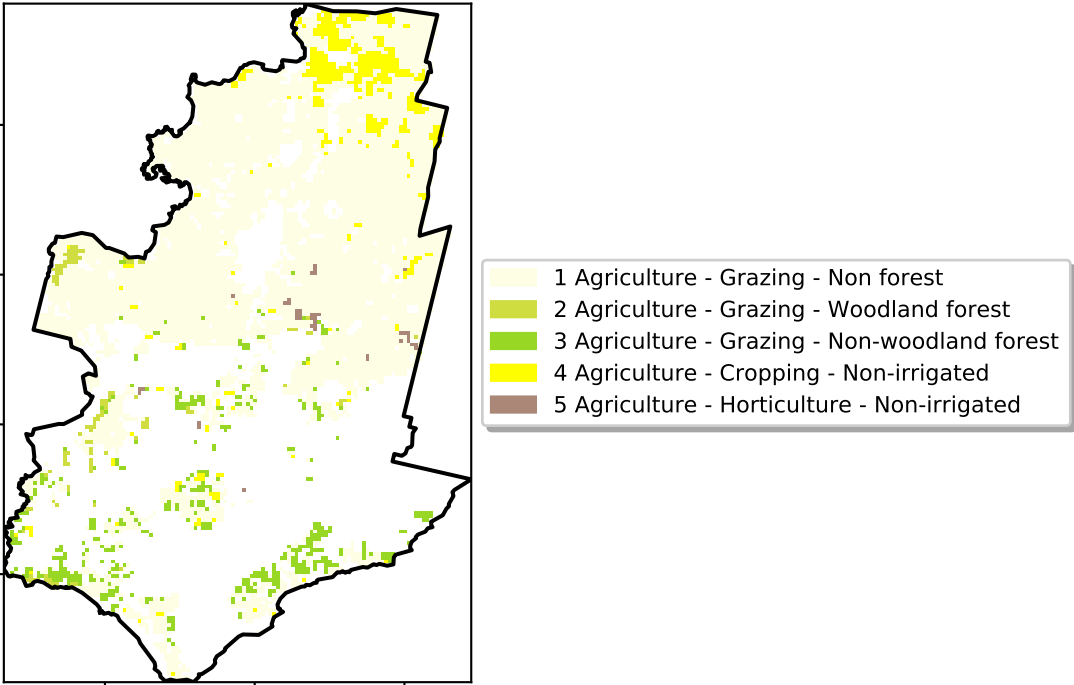 1 Agriculture - Grazing - Non forest
2 Agriculture - Grazing - Woodland forest
3 Agriculture - Grazing - Non-woodland forest
4 Agriculture - Cropping - Non-irrigated
5 Agriculture - Horticulture - Non-irrigated